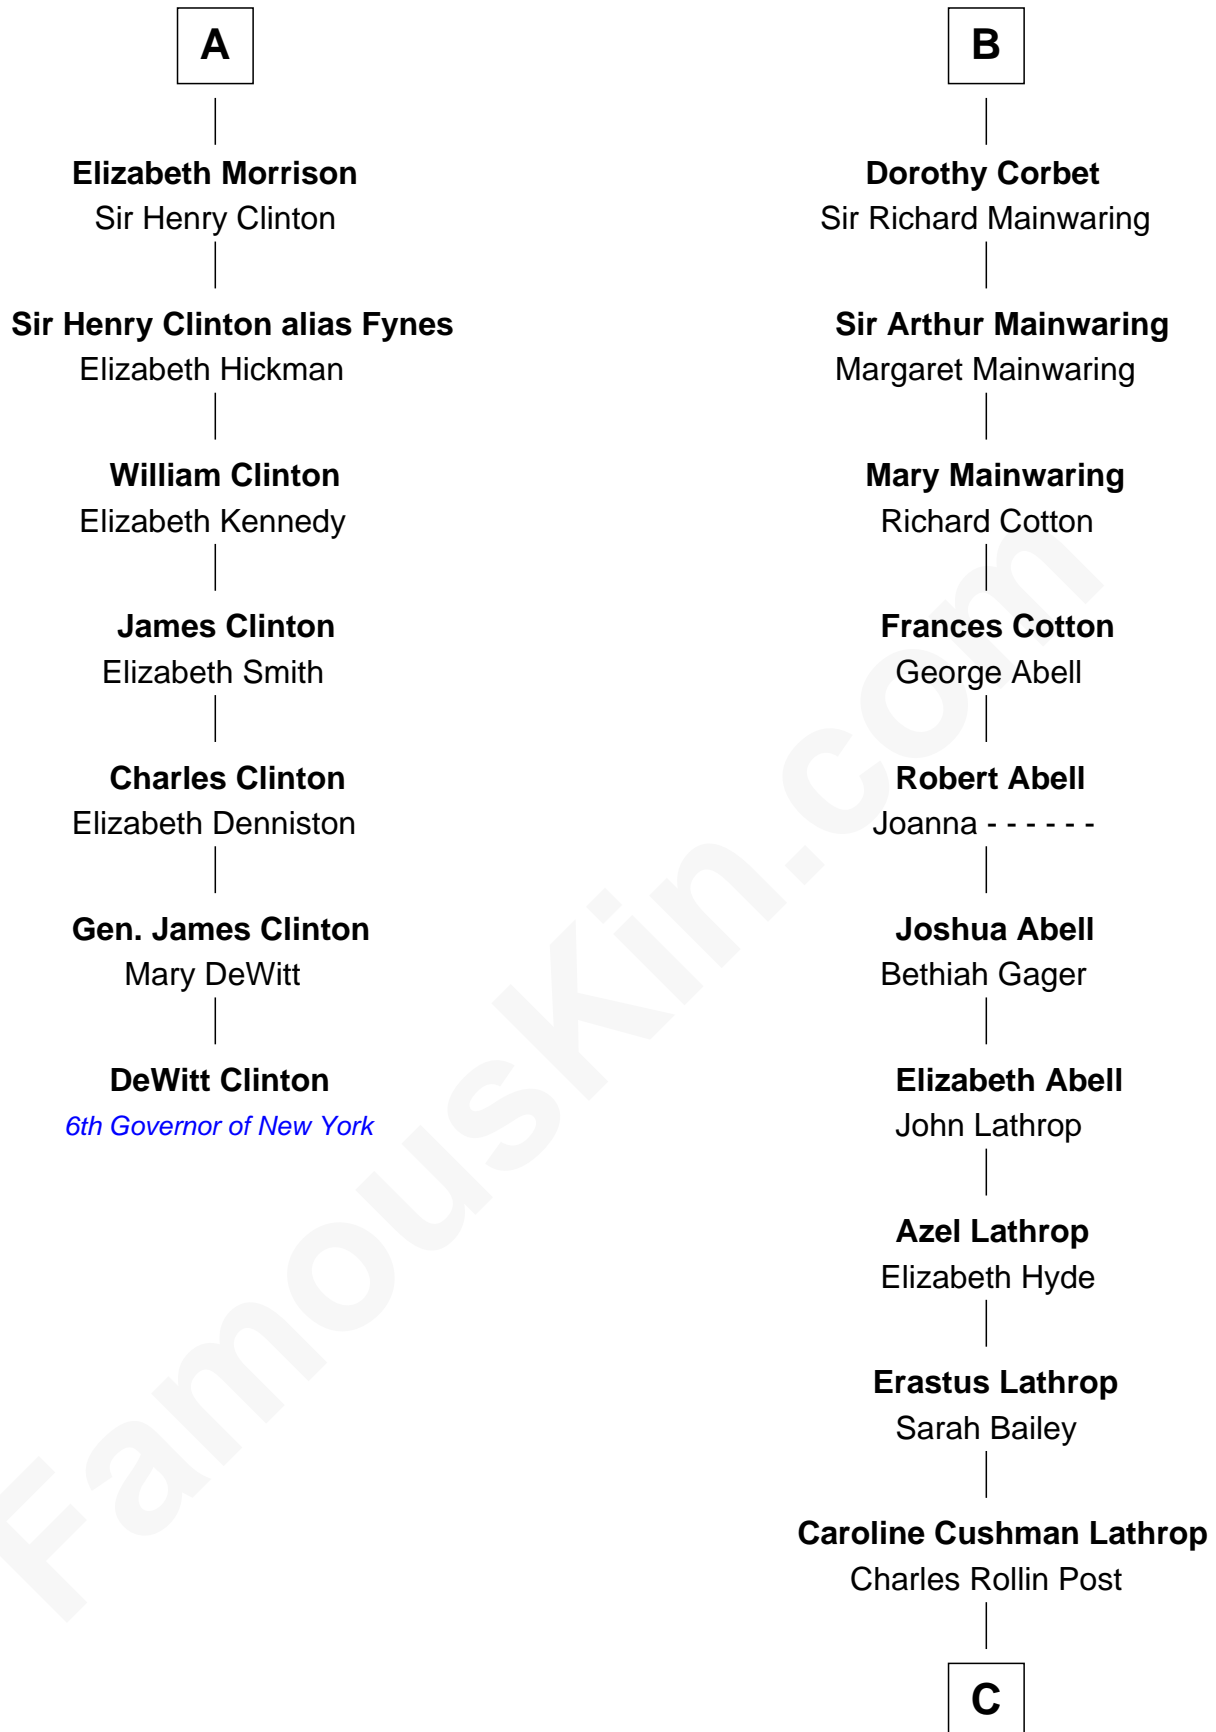 A
Elizabeth Morrison
Sir Henry Clinton
Sir Henry Clinton alias Fynes
Elizabeth Hickman
William Clinton
Elizabeth Kennedy
James Clinton
Elizabeth Smith
Charles Clinton
Elizabeth Denniston
Gen. James Clinton
Mary DeWitt
DeWitt Clinton
6th Governor of New York
B
Dorothy Corbet
Sir Richard Mainwaring
Sir Arthur Mainwaring
Margaret Mainwaring
Mary Mainwaring
Richard Cotton
Frances Cotton
George Abell
Robert Abell
Joanna - - - - - -
Joshua Abell
Bethiah Gager
Elizabeth Abell
John Lathrop
Azel Lathrop
Elizabeth Hyde
Erastus Lathrop
Sarah Bailey
Caroline Cushman Lathrop
Charles Rollin Post
C
FamousKin.com